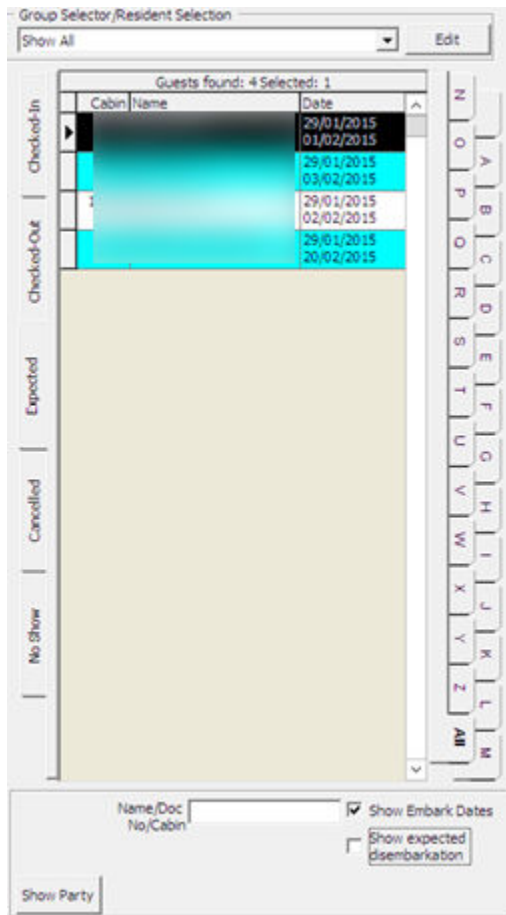 Group Selector/Resident Selection
Show All
Edit
Guests found: 4 Selected: 1
Cabin Name Date
29/01/2015
01/02/2015
29/01/2015
03/02/2015
29/01/2015
02/02/2015
29/01/2015
20/02/2015
Checked-In
Checked-Out
Expected
Cancelled
No Show
N
O
P
Q
R
S
T
U
V
W
X
Y
Z
All
A
B
C
D
E
F
G
H
I
J
K
L
M
Name/Doc
No/Cabin
Show Embark Dates
Show expected
disembarkation
Show Party